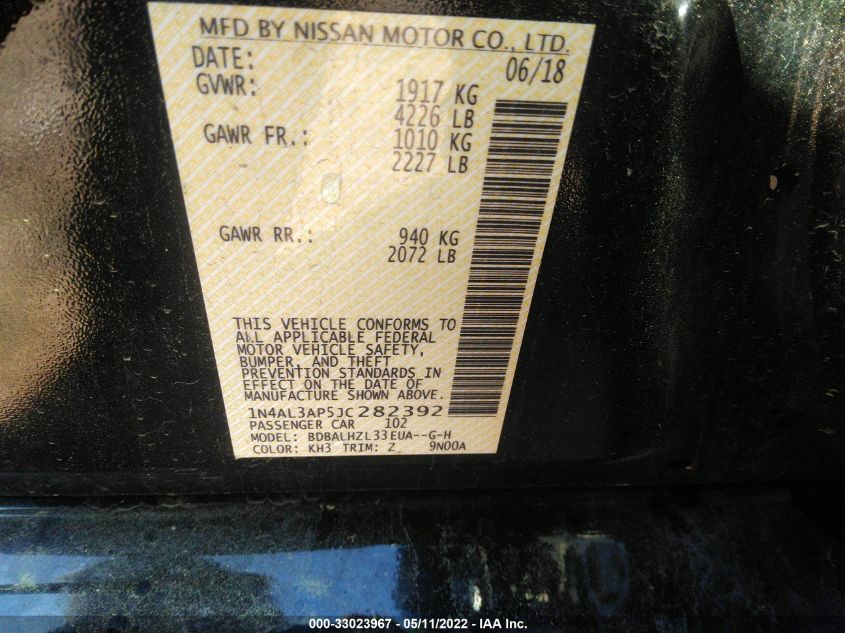 MFD BY NISSAN MOTOR CO., LTD.
DATE: 06/18
GVWR: 1917 KG
4226 LB
GAWR FR.: 1010 KG
2227 LB
GAWR RR.: 940 KG
2072 LB
THIS VEHICLE CONFORMS TO
ALL APPLICABLE FEDERAL
MOTOR VEHICLE SAFETY,
BUMPER, AND THEFT
PREVENTION STANDARDS IN
EFFECT ON THE DATE OF
MANUFACTURE SHOWN ABOVE.
1N4AL3AP5JC282392
PASSENGER CAR 102
MODEL: BDBALHZL33EUA--G-H
COLOR: KH3 TRIM: Z 9N00A
000-33023967 - 05/11/2022 - IAA Inc.